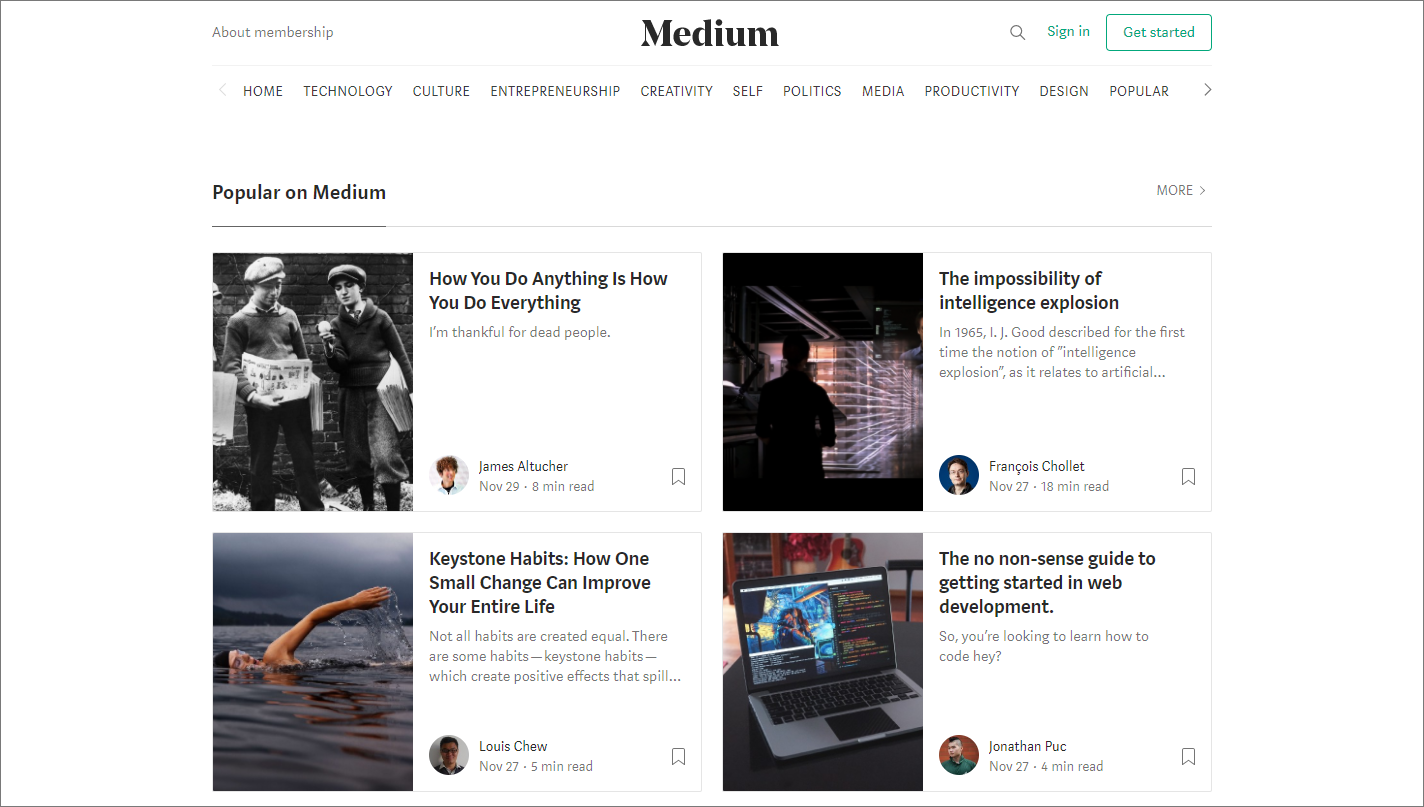 About membership
Medium
Sign in
Get started
HOME TECHNOLOGY CULTURE ENTREPRENEURSHIP CREATIVITY SELF POLITICS MEDIA PRODUCTIVITY DESIGN POPULAR
Popular on Medium
MORE
How You Do Anything Is How
You Do Everything
I’m thankful for dead people.
James Altucher
Nov 29 · 8 min read
The impossibility of
intelligence explosion
In 1965, I. J. Good described for the first
time the notion of “intelligence
explosion”, as it relates to artificial…
François Chollet
Nov 27 · 18 min read
Keystone Habits: How One
Small Change Can Improve
Your Entire Life
Not all habits are created equal. There
are some habits — keystone habits —
which create positive effects that spill…
Louis Chew
Nov 27 · 5 min read
The no non-sense guide to
getting started in web
development.
So, you’re looking to learn how to
code hey?
Jonathan Puc
Nov 27 · 4 min read